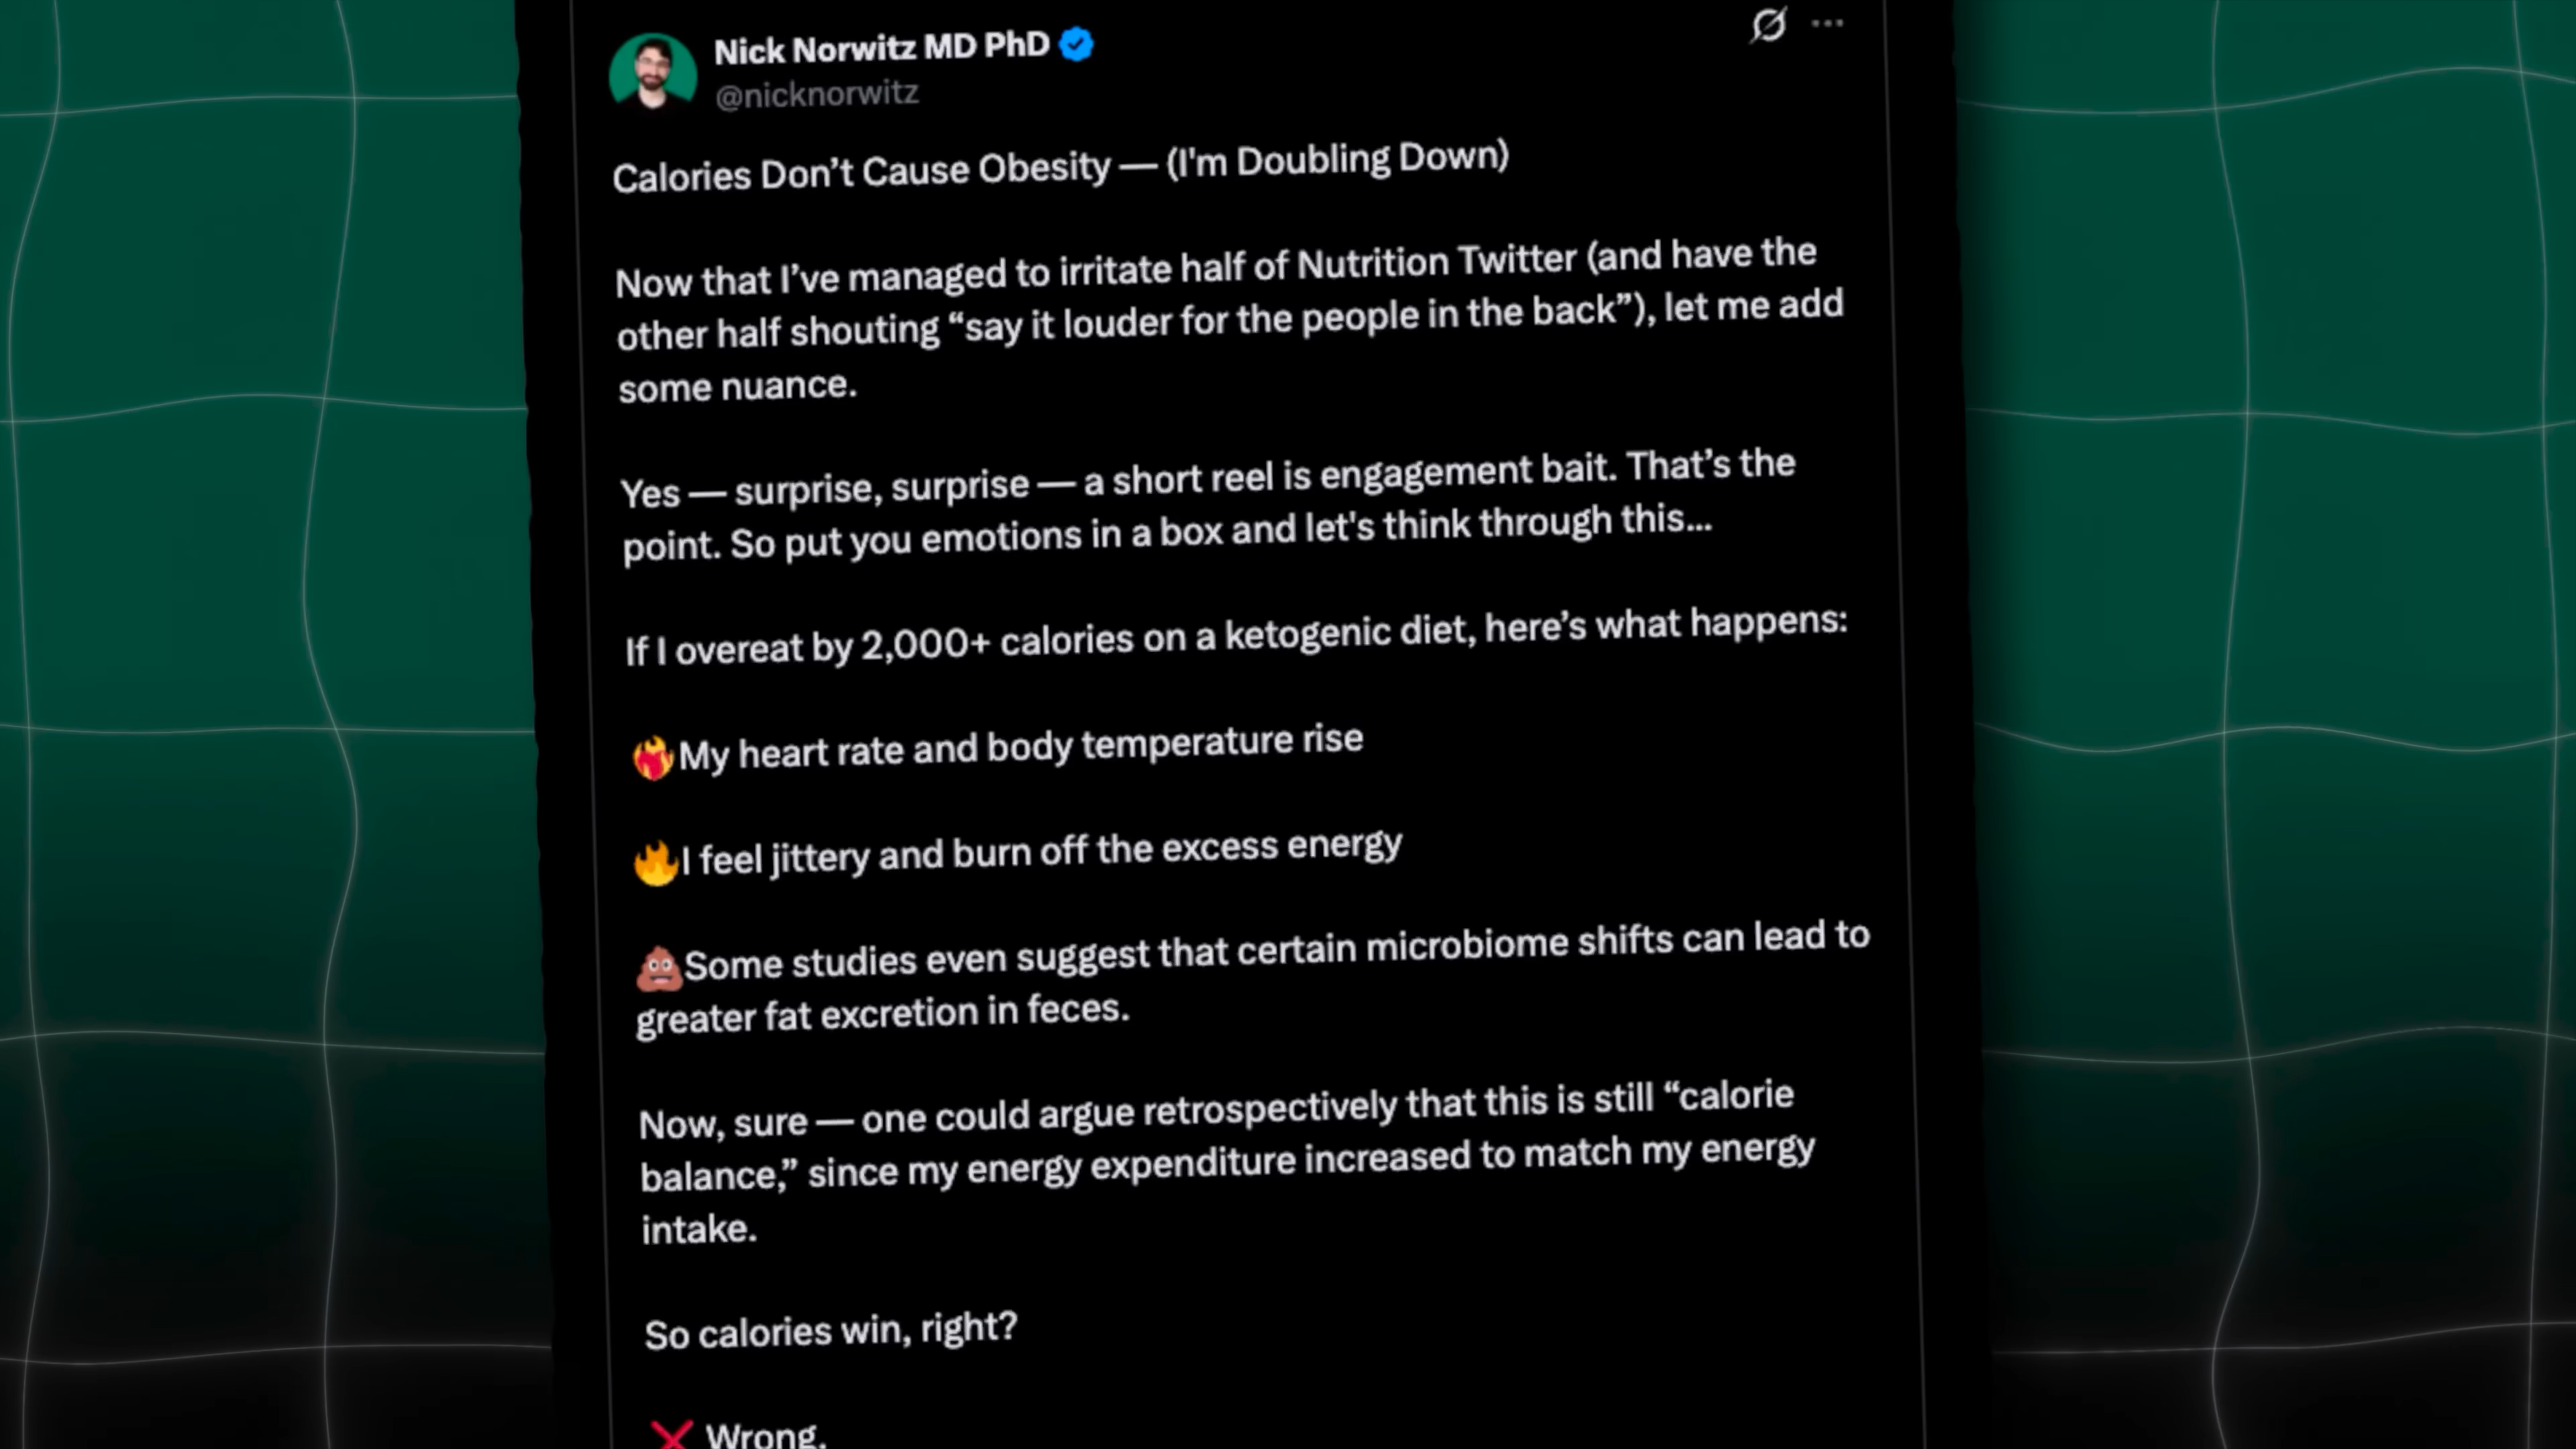 Nick Norwitz MD PhD
@nicknorwitz
Calories Don’t Cause Obesity — (I'm Doubling Down)
Now that I’ve managed to irritate half of Nutrition Twitter (and have the
other half shouting “say it louder for the people in the back”), let me add
some nuance.
Yes — surprise, surprise — a short reel is engagement bait. That’s the
point. So put you emotions in a box and let's think through this...
If I overeat by 2,000+ calories on a ketogenic diet, here’s what happens:
❤️‍🔥My heart rate and body temperature rise
🔥I feel jittery and burn off the excess energy
💩Some studies even suggest that certain microbiome shifts can lead to
greater fat excretion in feces.
Now, sure — one could argue retrospectively that this is still “calorie
balance,” since my energy expenditure increased to match my energy
intake.
So calories win, right?
❌ Wrong.